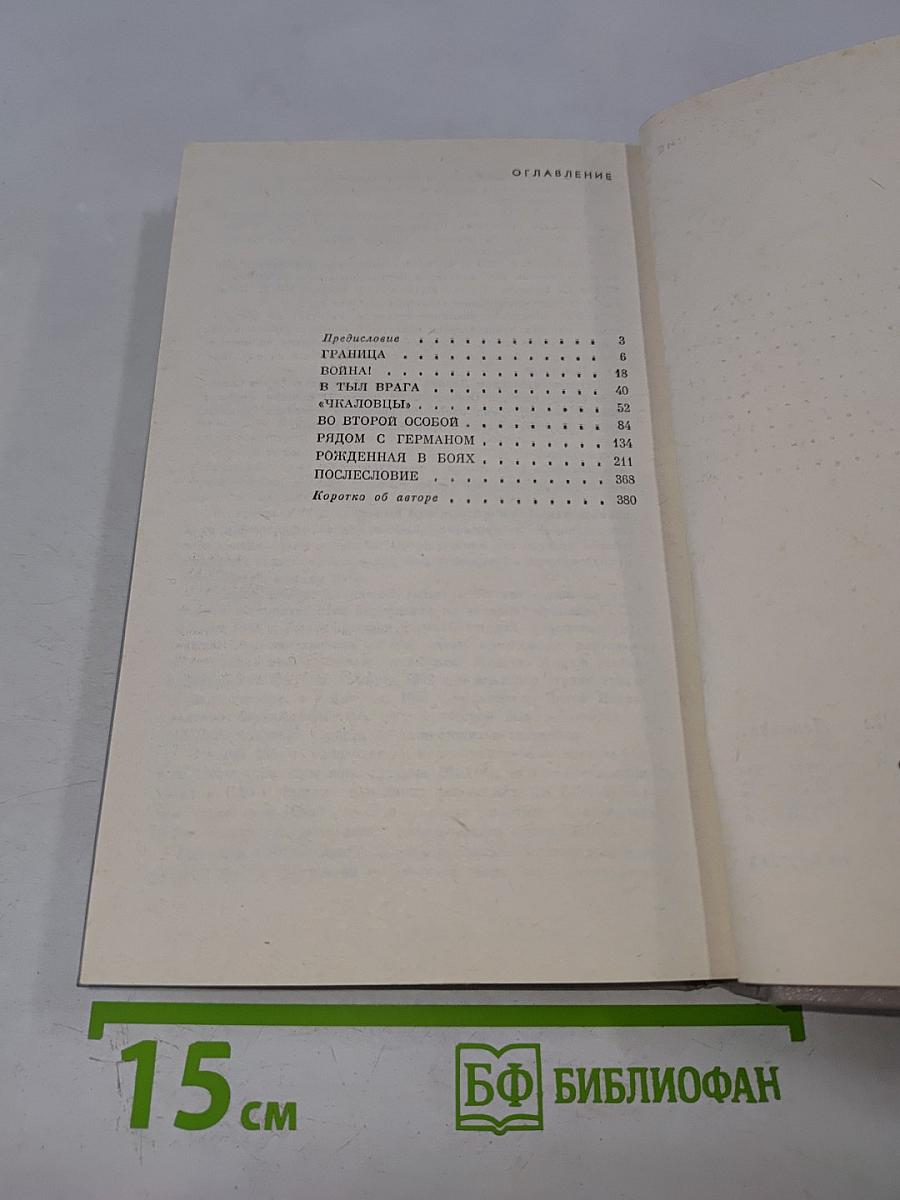 ОГЛАВЛЕНИЕ
Предисловие . . . . . . . . . . . . 3
ГРАНИЦА . . . . . . . . . . . . . 6
ВОЙНА! . . . . . . . . . . . . . . 18
В ТЫЛ ВРАГА . . . . . . . . . . . 40
«ЧКАЛОВЦЫ» . . . . . . . . . . . . 52
ВО ВТОРОЙ ОСОБОЙ . . . . . . . . . 84
РЯДОМ С ГЕРМАНОМ . . . . . . . . 134
РОЖДЕННАЯ В БОЯХ . . . . . . . . 211
ПОСЛЕСЛОВИЕ . . . . . . . . . . . 368
Коротко об авторе . . . . . . . . . . 380
15 см
БФ БИБЛИОФАН